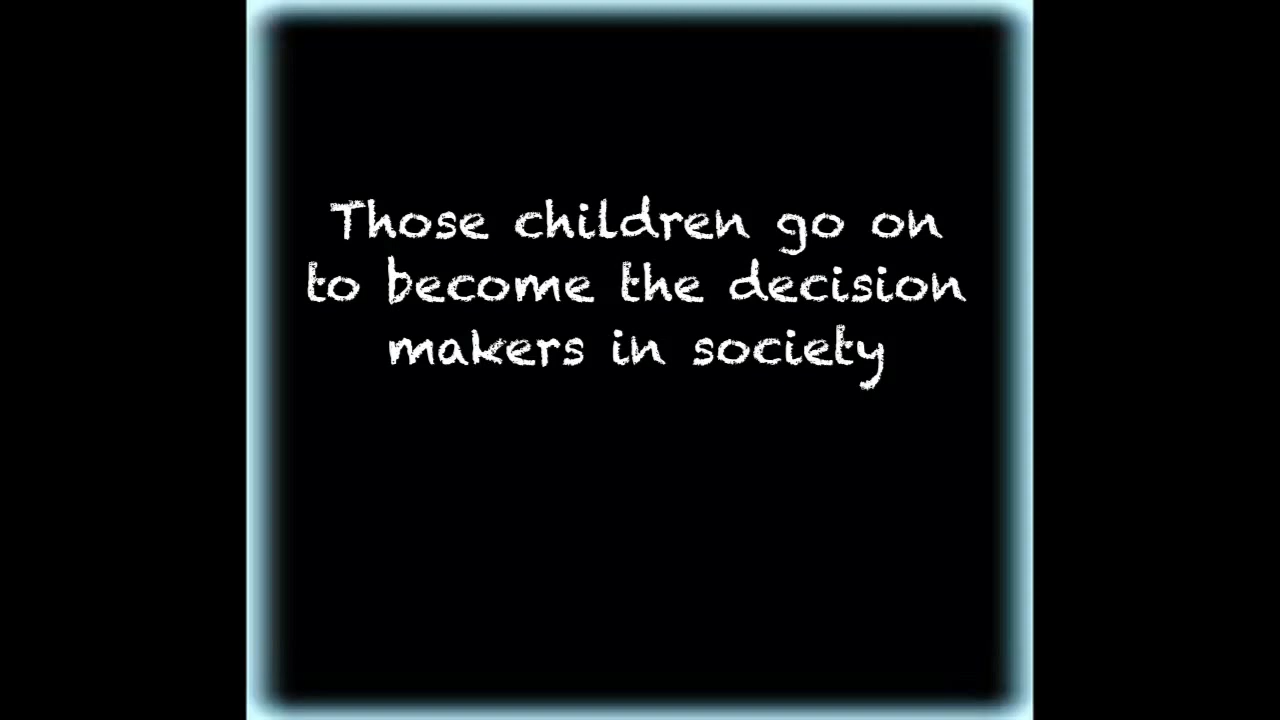 Those children go on
to become the decision
makers in society